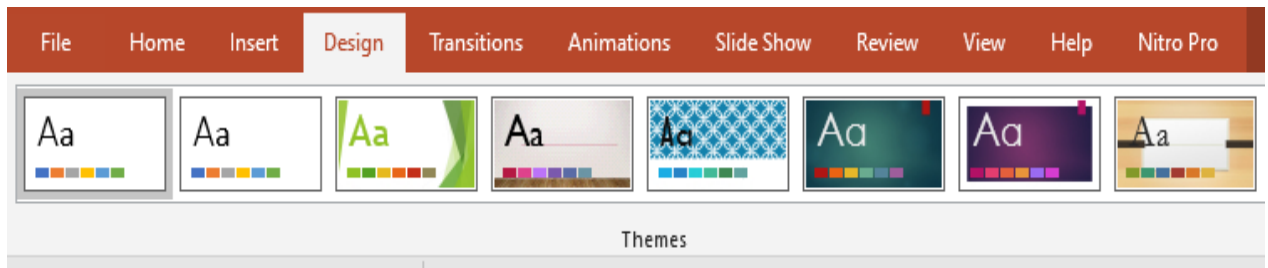 File Home Insert Design Transitions Animations Slide Show Review View Help Nitro Pro
Aa Aa Aa Aa Aa Aa Aa Aa
Themes